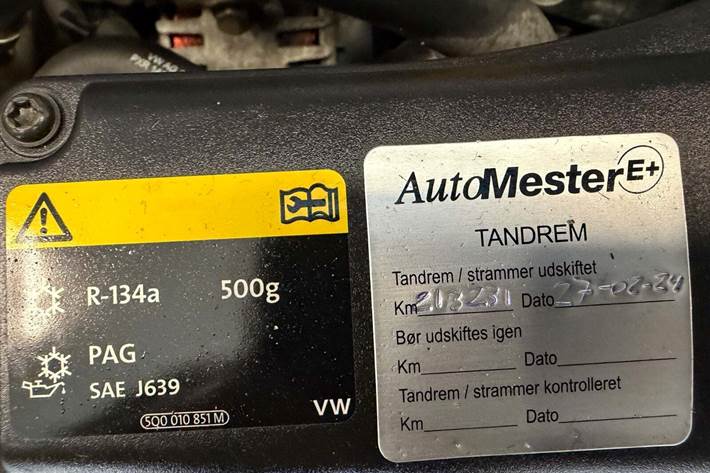 R-134a 500g
PAG
SAE J639
5Q0 010 851 M
VW
AutoMester E+
TANDREM
Tandrem / strammer udskiftet
Km 213231 Dato 27-02-24
Bør udskiftes igen
Km Dato
Tandrem / strammer kontrolleret
Km Dato